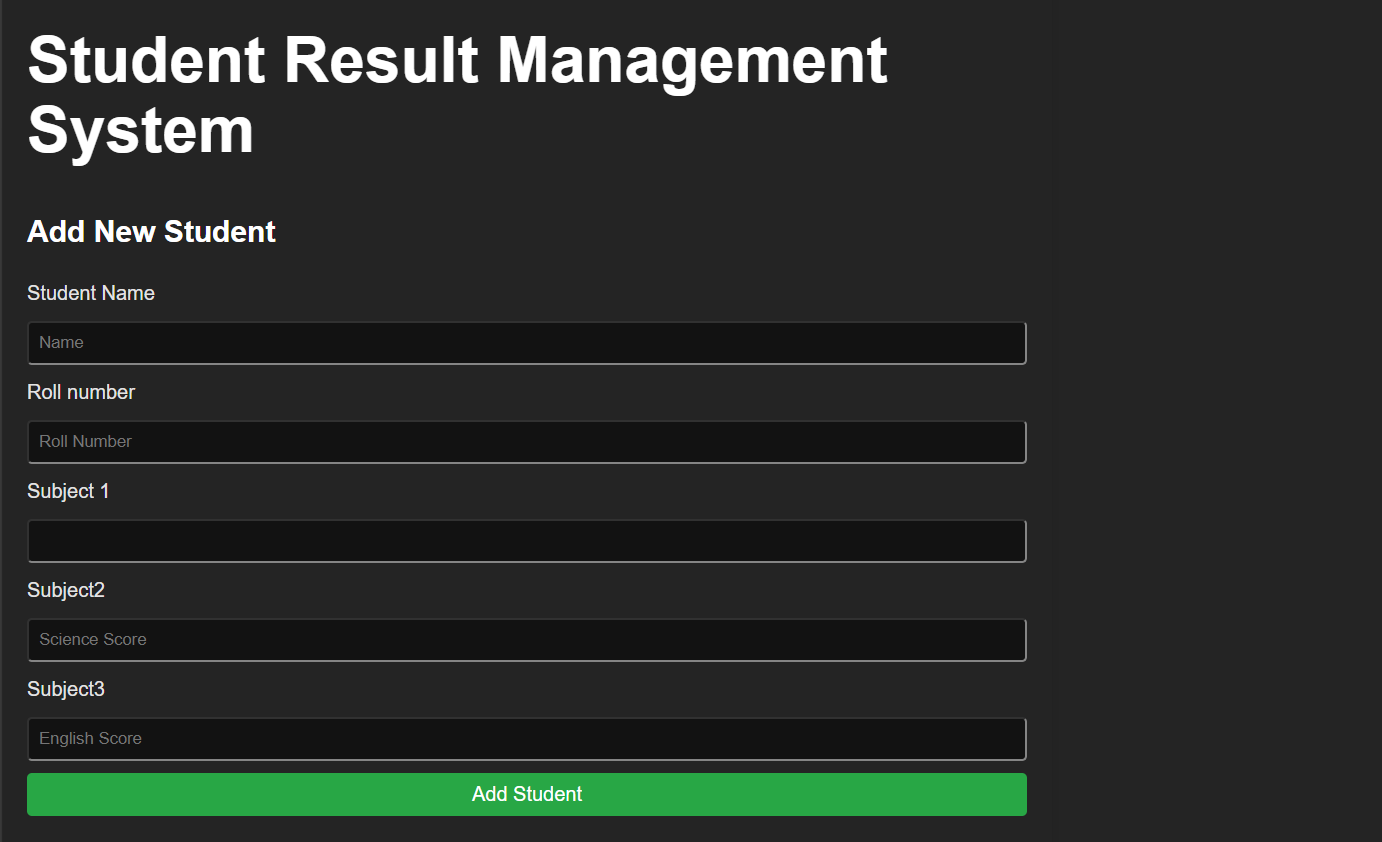 Student Result Management
System
Add New Student
Student Name
Name
Roll number
Roll Number
Subject 1
Subject2
Science Score
Subject3
English Score
Add Student